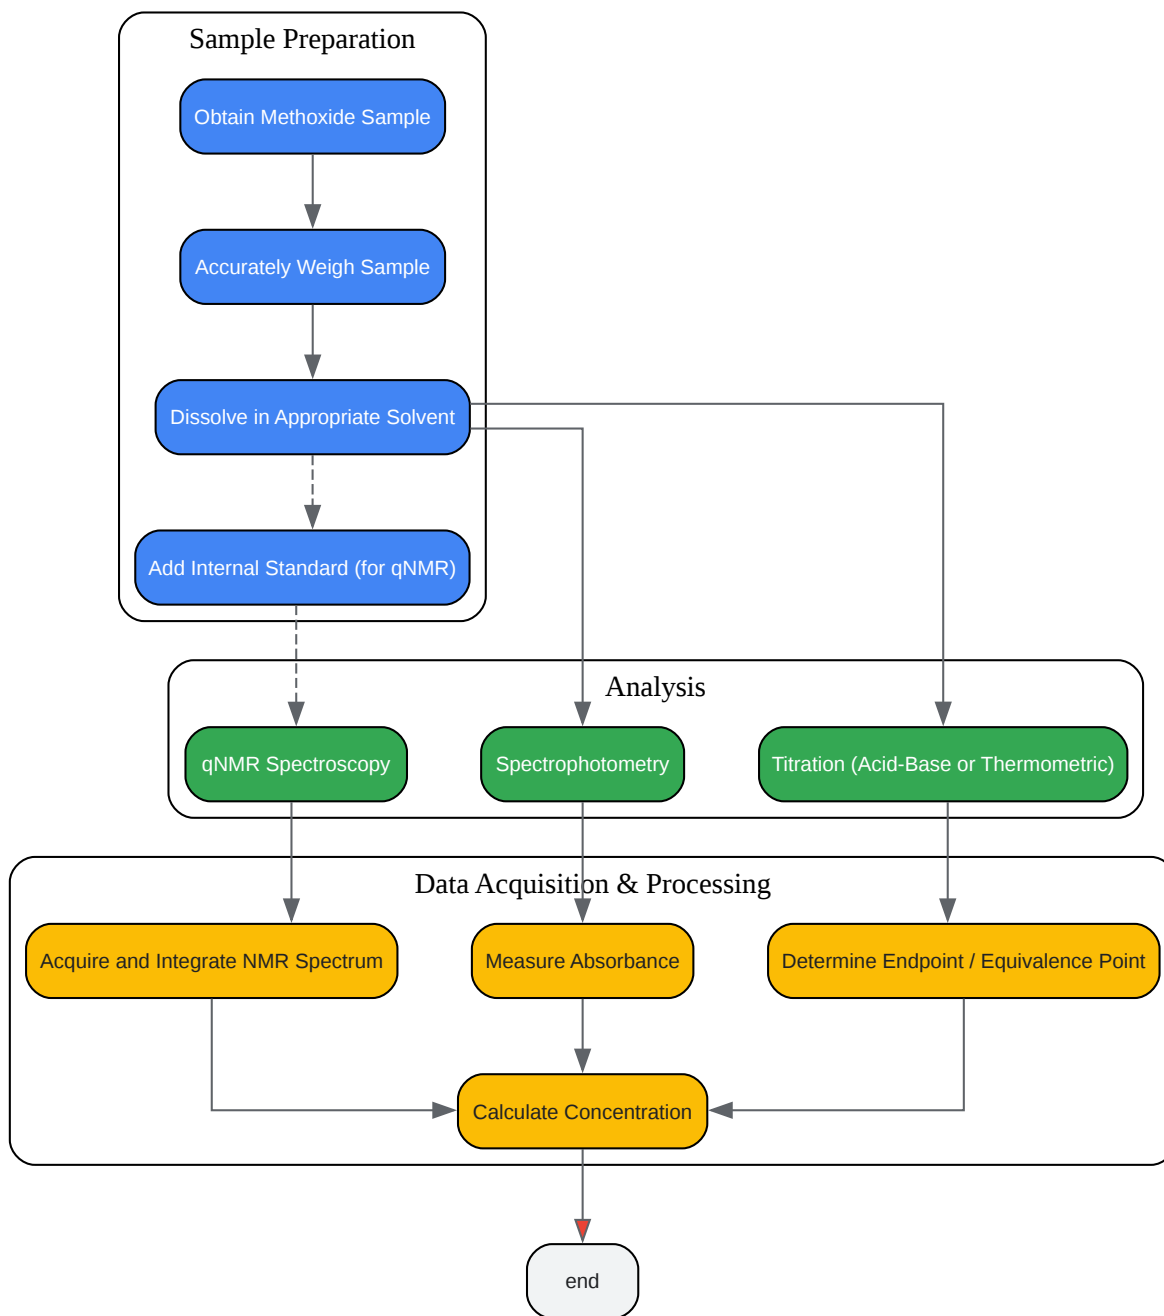 Sample Preparation
Obtain Methoxide Sample
Accurately Weigh Sample
Dissolve in Appropriate Solvent
Add Internal Standard (for qNMR)
Analysis
qNMR Spectroscopy
Spectrophotometry
Titration (Acid-Base or Thermometric)
Data Acquisition & Processing
Acquire and Integrate NMR Spectrum
Measure Absorbance
Determine Endpoint / Equivalence Point
Calculate Concentration
end